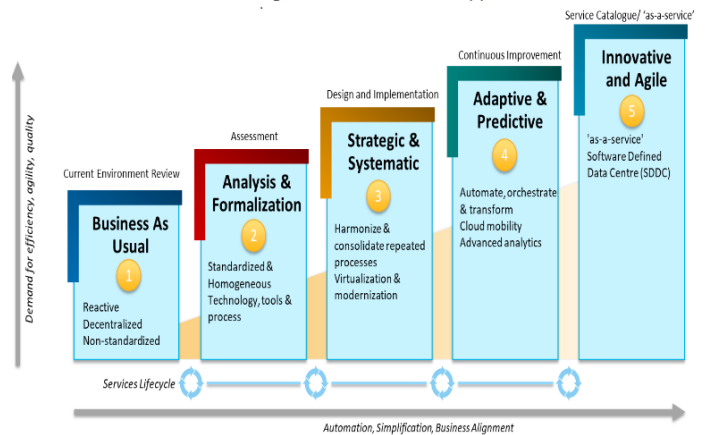 Service Catalogue/ 'as-a-service'
Continuous Improvement
Design and Implementation
Assessment
Current Environment Review
Demand for efficiency, agility, quality
Business As
Usual
1
Reactive
Decentralized
Non-standardized
Analysis &
Formalization
2
Standardized &
Homogeneous
Technology, tools &
process
Strategic &
Systematic
3
Harmonize &
consolidate repeated
processes
Virtualization &
modernization
Adaptive &
Predictive
4
Automate, orchestrate
& transform
Cloud mobility
Advanced analytics
Innovative
and Agile
5
'as-a-service'
Software Defined
Data Centre (SDDC)
Services Lifecycle
Automation, Simplification, Business Alignment